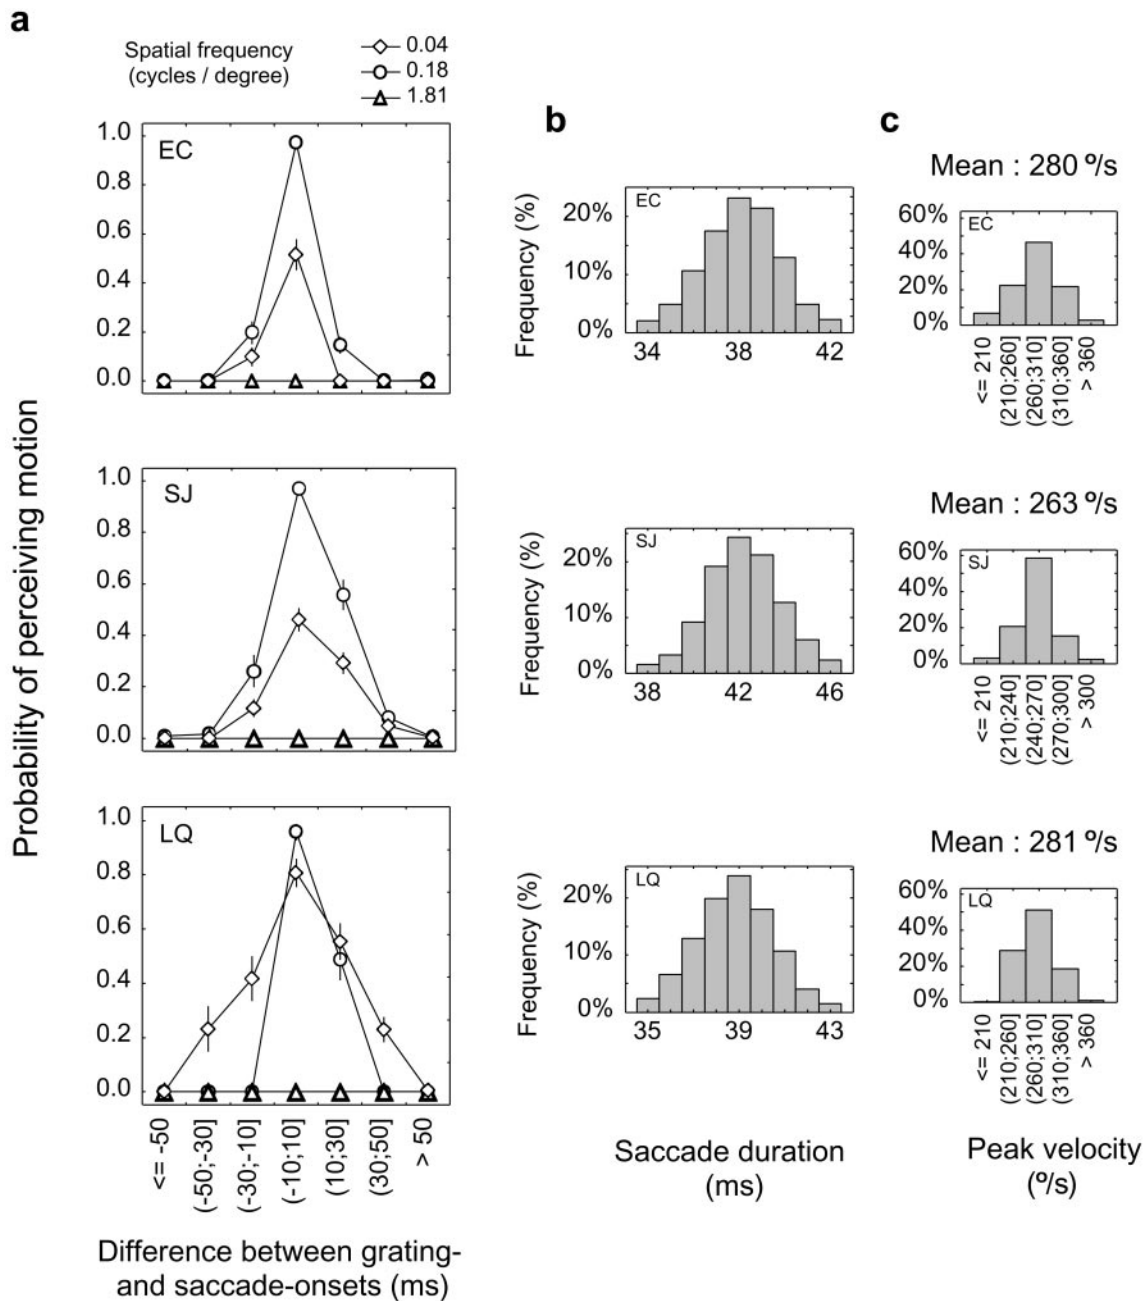 a
Spatial frequency
(cycles / degree)
0.04
0.18
1.81
Probability of perceiving motion
EC
1.0
0.8
0.6
0.4
0.2
0.0
SJ
1.0
0.8
0.6
0.4
0.2
0.0
LQ
1.0
0.8
0.6
0.4
0.2
0.0
<= -50
(-50;-30]
(-30;-10]
(-10;10]
(10;30]
(30;50]
> 50
Difference between grating-
and saccade-onsets (ms)
b
Frequency (%)
EC
20%
10%
0%
34 38 42
Frequency (%)
SJ
20%
10%
0%
38 42 46
Frequency (%)
LQ
20%
10%
0%
35 39 43
Saccade duration
(ms)
c
Mean : 280 º/s
EC
60%
40%
20%
0%
<= 210
(210;260]
(260;310]
(310;360]
> 360
Mean : 263 º/s
SJ
60%
40%
20%
0%
<= 210
(210;240]
(240;270]
(270;300]
> 300
Mean : 281 º/s
LQ
60%
40%
20%
0%
<= 210
(210;260]
(260;310]
(310;360]
> 360
Peak velocity
(º/s)